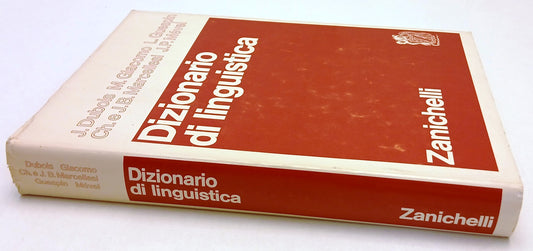 J. Dubois M. Giacomo L. Guespin
Ch. e J.B. Marcellesi J.P. Mével
Dizionario
di linguistica
Zanichelli
Dubois Giacomo
Ch. e J. B. Marcellesi
Guespin Mével
Dizionario
di linguistica
Zanichelli